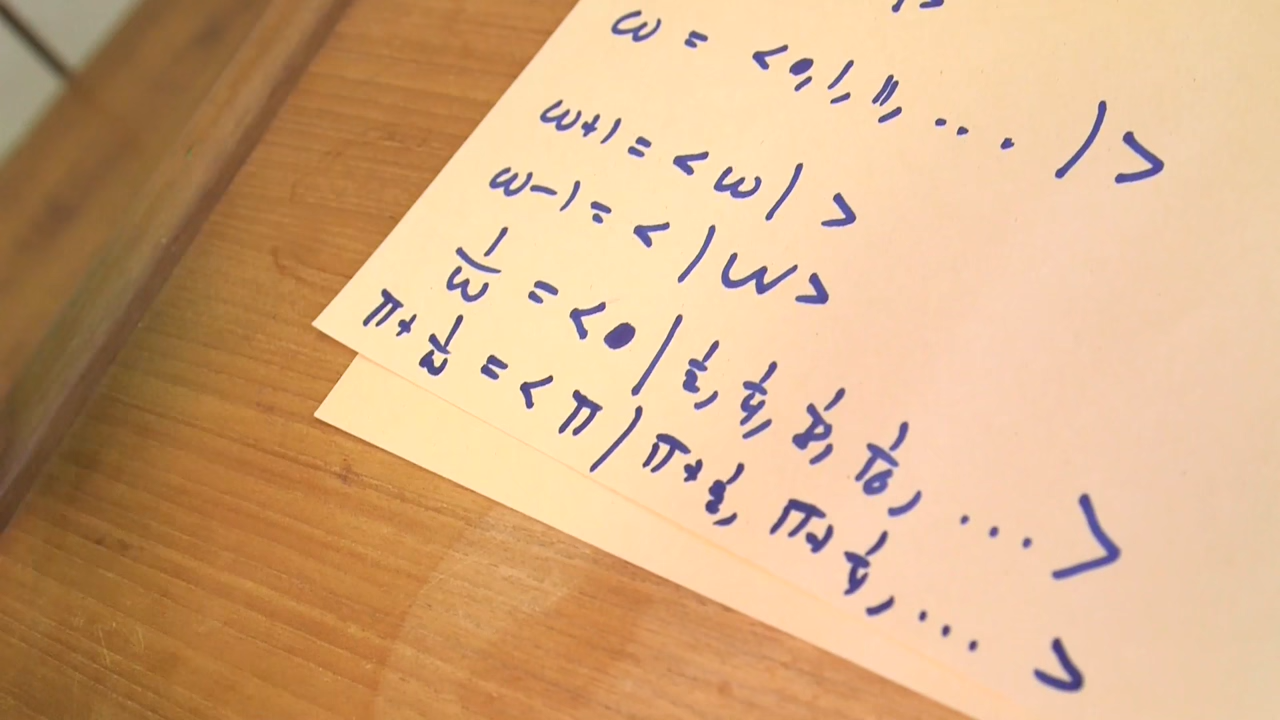 ω = <0, 1, 11, ... | >
ω+1 = <ω | >
ω-1 = < | ω>
1/ω = <0 | 1/2, 1/4, 1/8, 1/16, ... >
π + 1/ω = <π | π+1/2, π+1/4, ... >